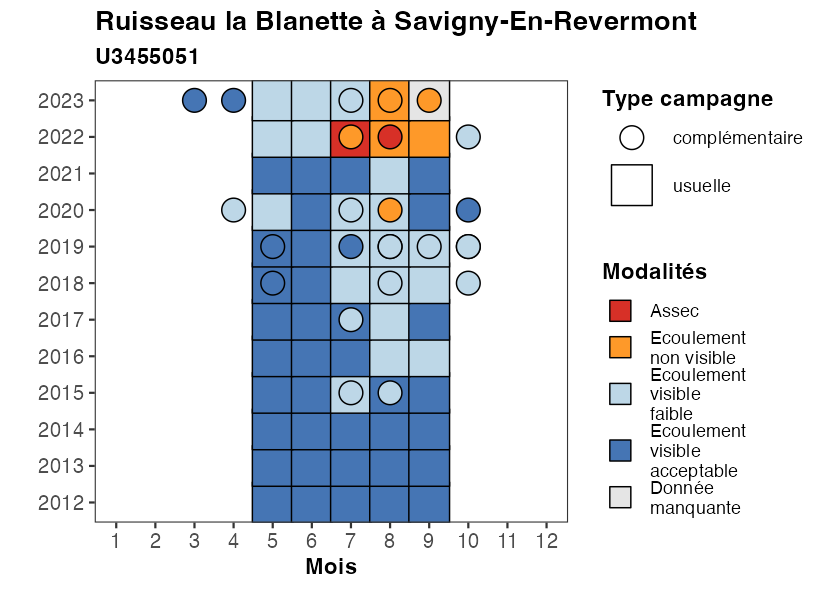 Ruisseau la Blanette à Savigny-En-Revermont
U3455051
2023
2022
2021
2020
2019
2018
2017
2016
2015
2014
2013
2012
1 2 3 4 5 6 7 8 9 10 11 12
Mois
Type campagne
complémentaire
usuelle
Modalités
Assec
Ecoulement
non visible
Ecoulement
visible
faible
Ecoulement
visible
acceptable
Donnée
manquante